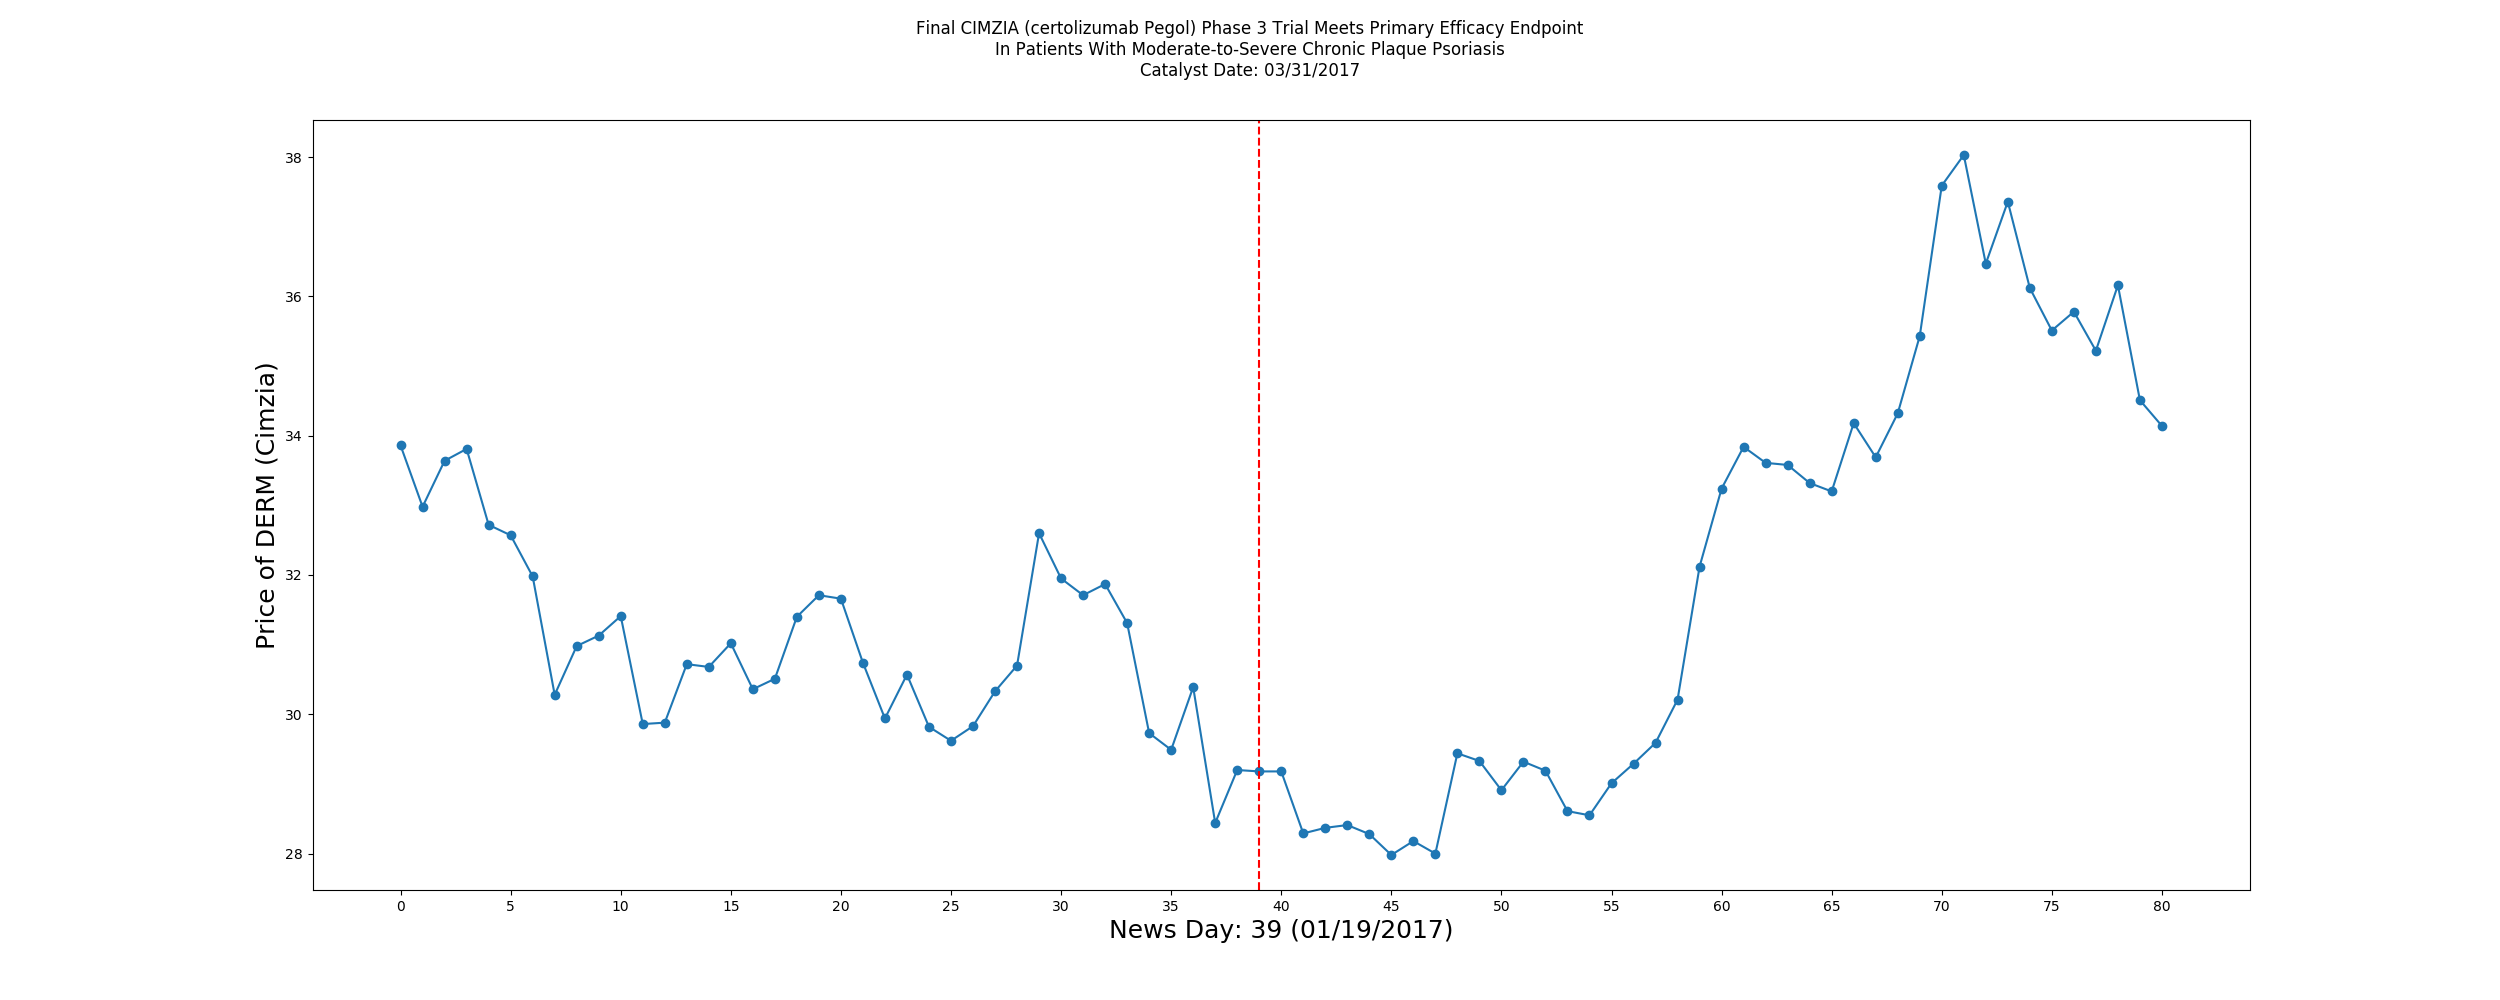 Final CIMZIA (certolizumab Pegol) Phase 3 Trial Meets Primary Efficacy Endpoint
In Patients With Moderate-to-Severe Chronic Plaque Psoriasis
Catalyst Date: 03/31/2017
38
36
34
32
30
28
Price of DERM (Cimzia)
0 5 10 15 20 25 30 35 40 45 50 55 60 65 70 75 80
News Day: 39 (01/19/2017)